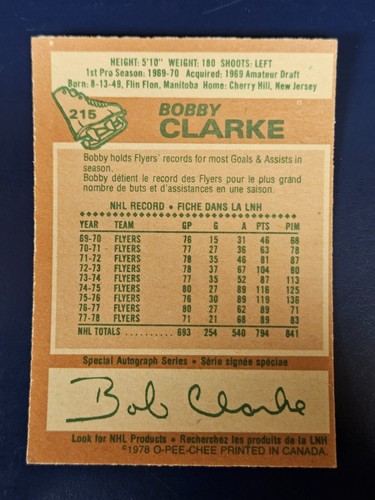 HEIGHT: 5'10" WEIGHT: 180 SHOOTS: LEFT
1st Pro Season: 1969-70 Acquired: 1969 Amateur Draft
Born: 8-13-49, Flin Flon, Manitoba Home: Cherry Hill, New Jersey
215
BOBBY
CLARKE
Bobby holds Flyers' records for most Goals & Assists in
season.
Bobby détient le record des Flyers pour le plus grand
nombre de buts et d'assistances en une saison.
NHL RECORD • FICHE DANS LA LNH
YEAR TEAM GP G A PTS PIM
69-70 FLYERS 76 15 31 46 68
70-71 FLYERS 77 27 36 63 78
71-72 FLYERS 78 35 46 81 87
72-73 FLYERS 78 37 67 104 80
73-74 FLYERS 77 35 52 87 113
74-75 FLYERS 80 27 89 116 125
75-76 FLYERS 76 30 89 119 136
76-77 FLYERS 80 27 62 89 71
77-78 FLYERS 71 21 68 89 83
NHL TOTALS ........... 693 254 540 794 841
Special Autograph Series • Série signée spéciale
Bob Clarke
Look for NHL Products • Recherchez les produits de la LNH
©1978 O-PEE-CHEE PRINTED IN CANADA.